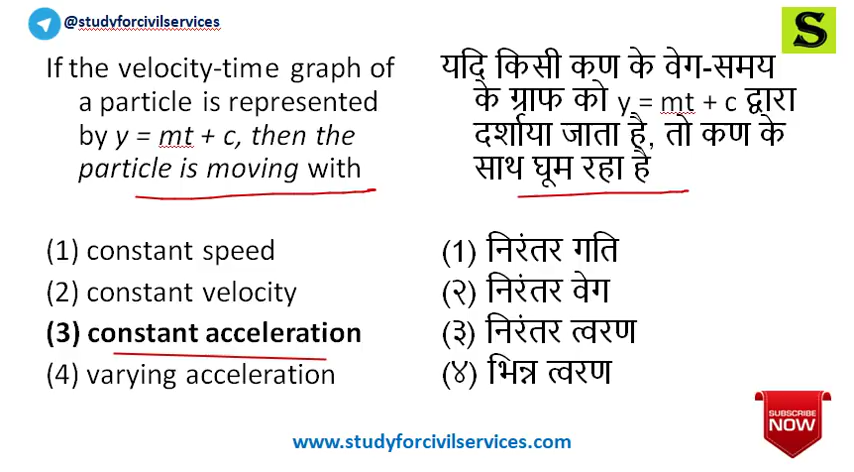 @studyforcivilservices
S
If the velocity-time graph of
a particle is represented
by y = mt + c, then the
particle is moving with
(1) constant speed
(2) constant velocity
(3) constant acceleration
(4) varying acceleration
यदि किसी कण के वेग-समय
के ग्राफ को y = mt + c द्वारा
दर्शाया जाता है, तो कण के
साथ घूम रहा है
(1) निरंतर गति
(२) निरंतर वेग
(३) निरंतर त्वरण
(४) भिन्न त्वरण
SUBSCRIBE
NOW
www.studyforcivilservices.com